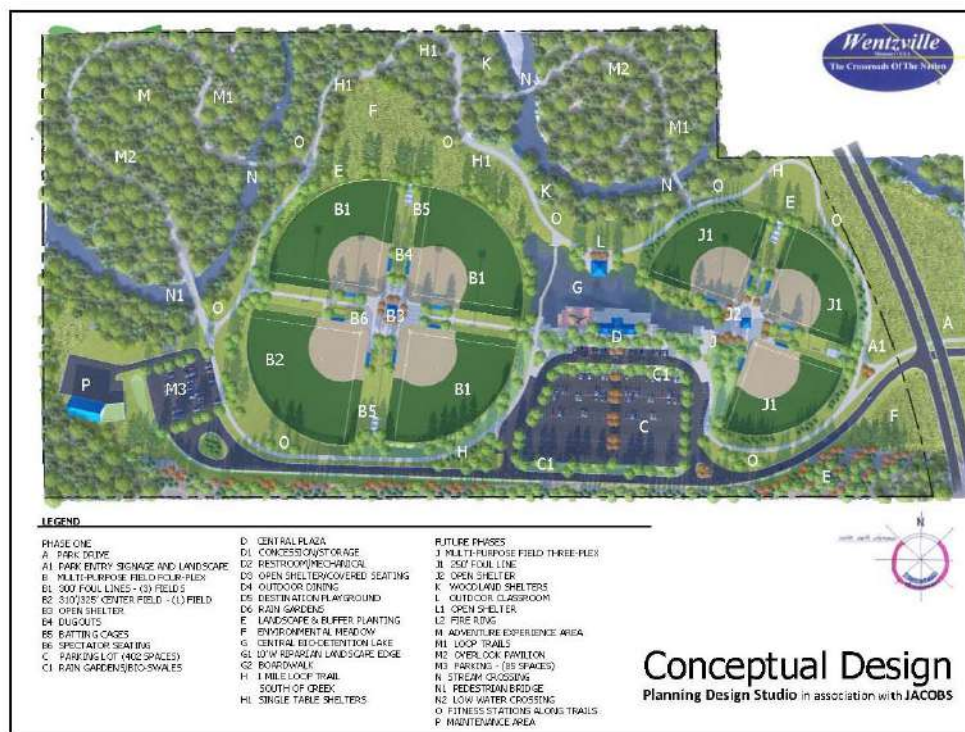 Wentzville
The Crossroads Of The Nation
H1
K
M2
M
M1
H1
N
F
M1
O
O
H1
M2
N
E
K
N
O
H
E
B1
B5
O
O
L
J1
B4
B1
G
N1
J1
B6
B3
J2
A
O
D
J
A1
B2
P
M3
B1
C1
J1
B5
C
F
O
H
C1
O
E
N
LEGEND
PHASE ONE
A PARK DRIVE
A1 PARK ENTRY SIGNAGE AND LANDSCAPE
B MULTI-PURPOSE FIELD FOUR-PLEX
B1 300' FOUL LINES - (3) FIELDS
B2 310'/325' CENTER FIELD - (1) FIELD
B3 OPEN SHELTER
B4 DUGOUTS
B5 BATTING CAGES
B6 SPECTATOR SEATING
C PARKING LOT (402 SPACES)
C1 RAIN GARDENS/BIO-SWALES
D CENTRAL PLAZA
D1 CONCESSION/STORAGE
D2 RESTROOM/MECHANICAL
D3 OPEN SHELTER/COVERED SEATING
D4 OUTDOOR DINING
D5 DESTINATION PLAYGROUND
D6 RAIN GARDENS
E LANDSCAPE & BUFFER PLANTING
F ENVIRONMENTAL MEADOW
G CENTRAL BIO-DETENTION LAKE
G1 10'W RIPARIAN LANDSCAPE EDGE
G2 BOARDWALK
H 1 MILE LOOP TRAIL
SOUTH OF CREEK
H1 SINGLE TABLE SHELTERS
FUTURE PHASES
J MULTI-PURPOSE FIELD THREE-PLEX
J1 250' FOUL LINE
J2 OPEN SHELTER
K WOODLAND SHELTERS
L OUTDOOR CLASSROOM
L1 OPEN SHELTER
L2 FIRE RING
M ADVENTURE EXPERIENCE AREA
M1 LOOP TRAILS
M2 OVERLOOK PAVILION
M3 PARKING - (85 SPACES)
N STREAM CROSSING
N1 PEDESTRIAN BRIDGE
N2 LOW WATER CROSSING
O FITNESS STATIONS ALONG TRAILS
P MAINTENANCE AREA
Conceptual Design
Planning Design Studio in association with JACOBS